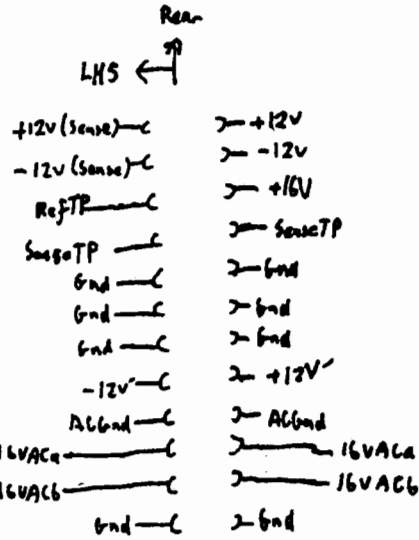 Rear
LHS
+12v (Sense) +12V
-12v (Sense) -12V
RefTP +16V
SenseTP SenseTP
Gnd Gnd
Gnd Gnd
Gnd Gnd
-12v +12V
ACGnd ACGnd
16VACa 16VACa
16VACb 16VACb
Gnd Gnd